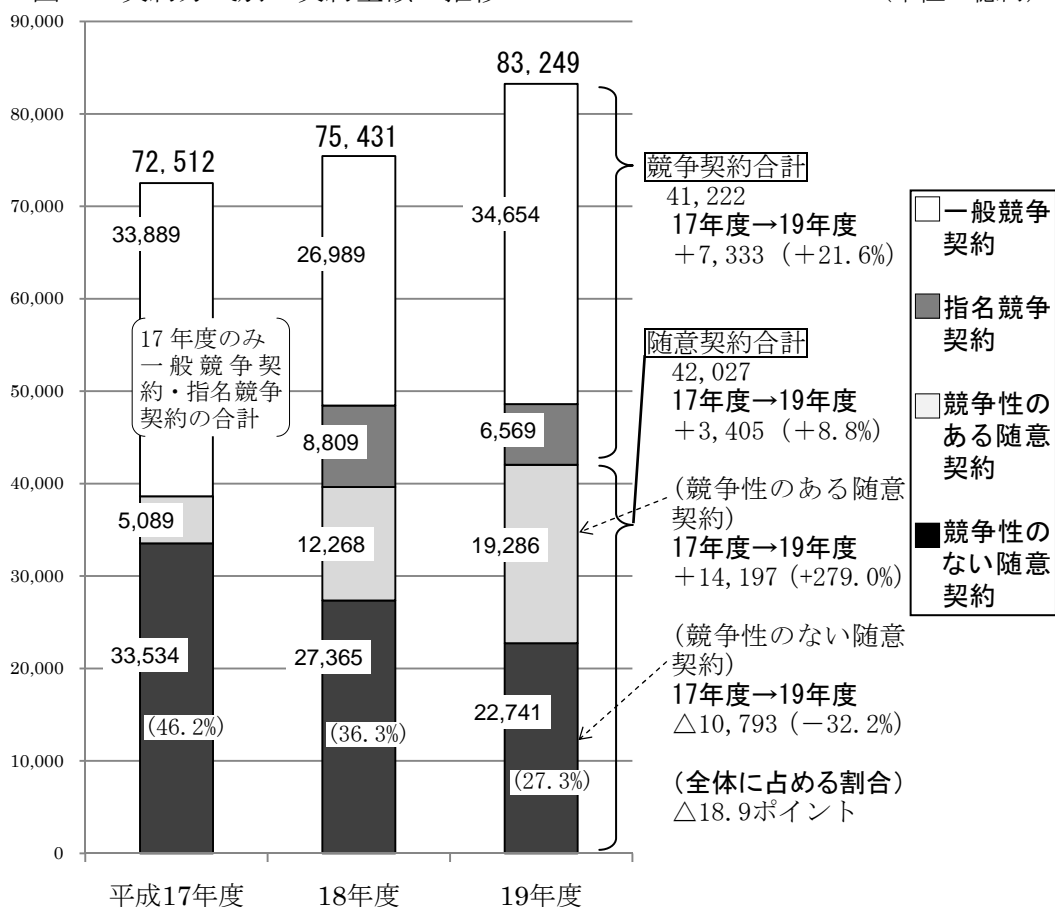 90,000
80,000
70,000
60,000
50,000
40,000
30,000
20,000
10,000
0
72,512
33,889
17年度のみ
一般競争契
約・指名競争
契約の合計
5,089
33,534
(46.2%)
平成17年度
75,431
26,989
8,809
12,268
27,365
(36.3%)
18年度
83,249
34,654
6,569
19,286
22,741
(27.3%)
19年度
競争契約合計
41,222
17年度→19年度
+7,333 (+21.6%)
随意契約合計
42,027
17年度→19年度
+3,405 (+8.8%)
(競争性のある随意
契約)
17年度→19年度
+14,197 (+279.0%)
(競争性のない随意
契約)
17年度→19年度
△10,793 (−32.2%)
(全体に占める割合)
△18.9ポイント
一般競争
契約
指名競争
契約
競争性の
ある随意
契約
競争性の
ない随意
契約